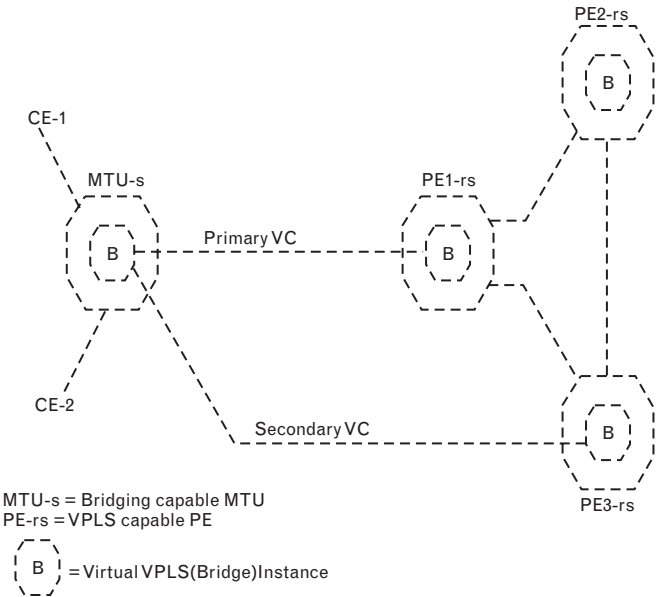 PE2-rs
B
CE-1
MTU-s
PE1-rs
B
Primary VC
B
CE-2
Secondary VC
B
PE3-rs
MTU-s = Bridging capable MTU
PE-rs = VPLS capable PE
B = Virtual VPLS(Bridge)Instance